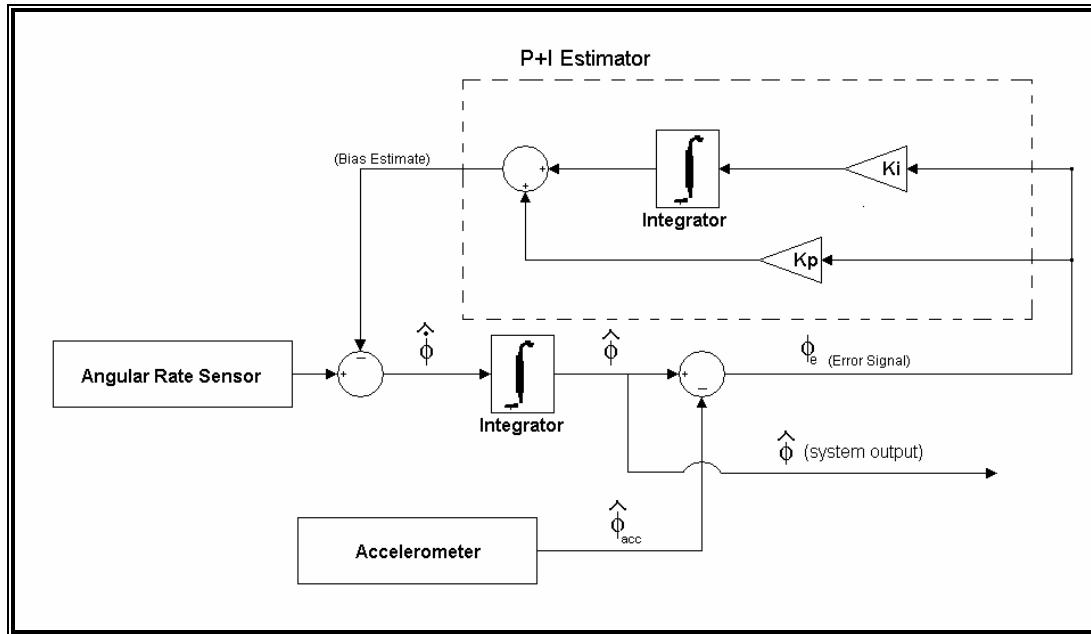 P+I Estimator
(Bias Estimate)
+
+
Integrator
Ki
Kp
Angular Rate Sensor
+
−
φ̂̇
Integrator
φ̂
+
−
ϕe (Error Signal)
φ̂ (system output)
Accelerometer
φ̂acc